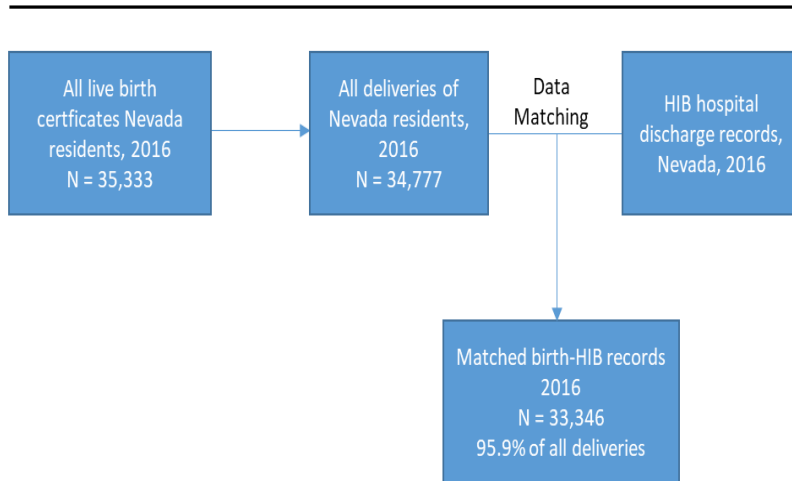 All live birth
certficates Nevada
residents, 2016
N = 35,333
All deliveries of
Nevada residents,
2016
N = 34,777
Data
Matching
HIB hospital
discharge records,
Nevada, 2016
Matched birth-HIB records
2016
N = 33,346
95.9% of all deliveries